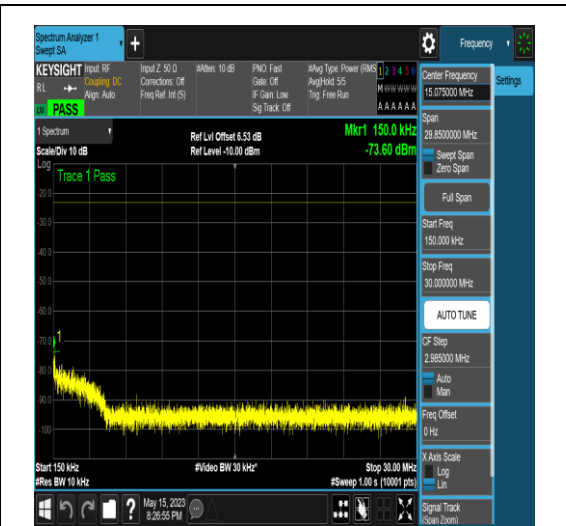 Spectrum Analyzer 1
Swept SA
+
Frequency
KEYSIGHT
RL
PASS
Input: RF
Coupling: DC
Align: Auto
Input Z: 50 Ω
Corrections: Off
Freq Ref: Int (S)
#Atten: 10 dB
PNO: Fast
Gate: Off
IF Gain: Low
Sig Track: Off
#Avg Type: Power (RMS
Avg|Hold: 5/5
Trig: Free Run
1 2 3 4 5 6
M W W W W W
A A A A A A
1 Spectrum
Scale/Div 10 dB
Ref Lvl Offset 6.53 dB
Ref Level -10.00 dBm
Mkr1 150.0 kHz
-73.60 dBm
Log
Trace 1 Pass
-20.0
-30.0
-40.0
-50.0
-60.0
-70.0
-80.0
-90.0
-100
1
Start 150 kHz
#Res BW 10 kHz
#Video BW 30 kHz*
Stop 30.00 MHz
#Sweep 1.00 s (10001 pts)
May 15, 2023
8:26:55 PM
?
Center Frequency
15.075000 MHz
Span
29.8500000 MHz
Swept Span
Zero Span
Full Span
Start Freq
150.000 kHz
Stop Freq
30.000000 MHz
AUTO TUNE
CF Step
2.985000 MHz
Auto
Man
Freq Offset
0 Hz
X Axis Scale
Log
Lin
Signal Track
(Span Zoom)
Settings